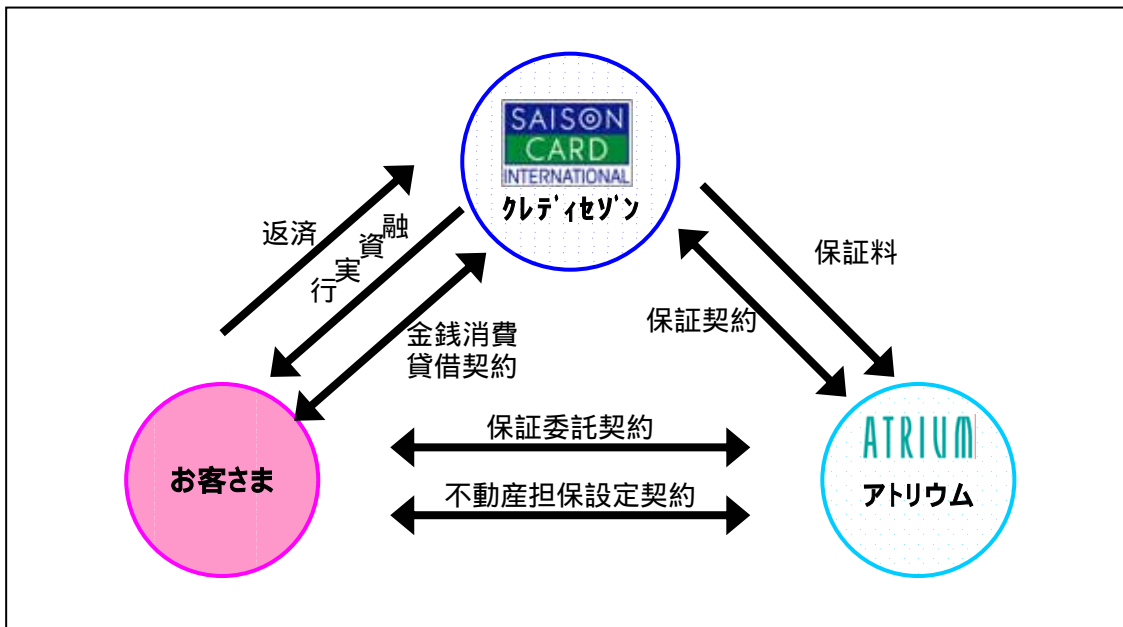 SAISON
CARD
INTERNATIONAL
クレディセゾン
返済
融資実行
保証料
保証契約
金銭消費
貸借契約
保証委託契約
ATRIUM
お客さま
不動産担保設定契約
アトリウム